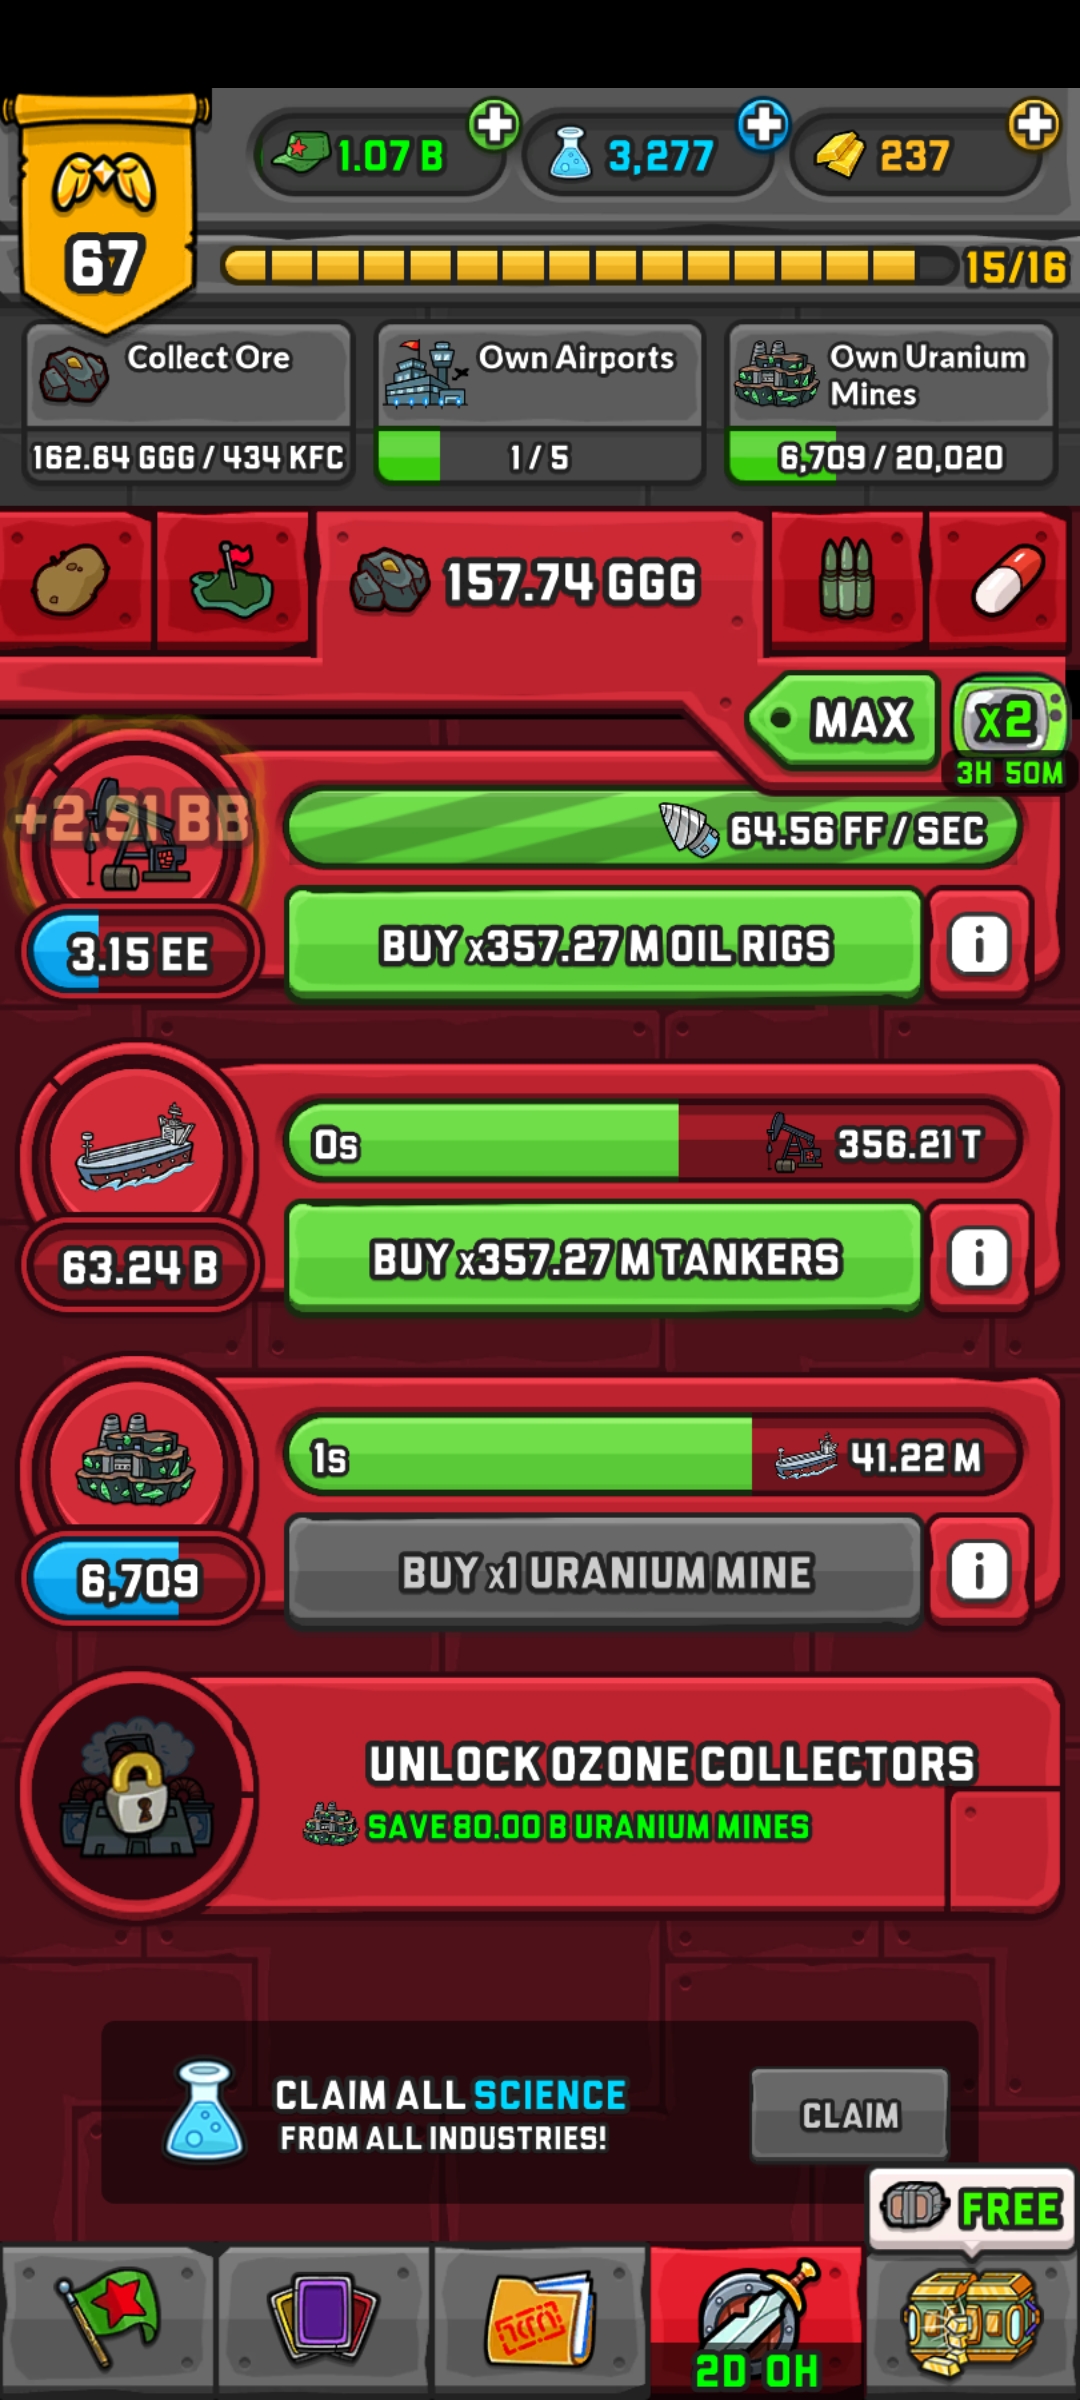 67
1.07 B
3,277
237
15/16
Collect Ore
162.64 GGG / 434 KFC
Own Airports
1 / 5
Own Uranium
Mines
6,709 / 20,020
157.74 GGG
MAX
x2
3H 50M
+2.91 BB
64.56 FF / SEC
3.15 EE
BUY x357.27 M OIL RIGS
i
0s
356.21 T
63.24 B
BUY x357.27 M TANKERS
i
1s
41.22 M
6,709
BUY x1 URANIUM MINE
i
UNLOCK OZONE COLLECTORS
SAVE 80.00 B URANIUM MINES
CLAIM ALL SCIENCE
FROM ALL INDUSTRIES!
CLAIM
FREE
2D 0H